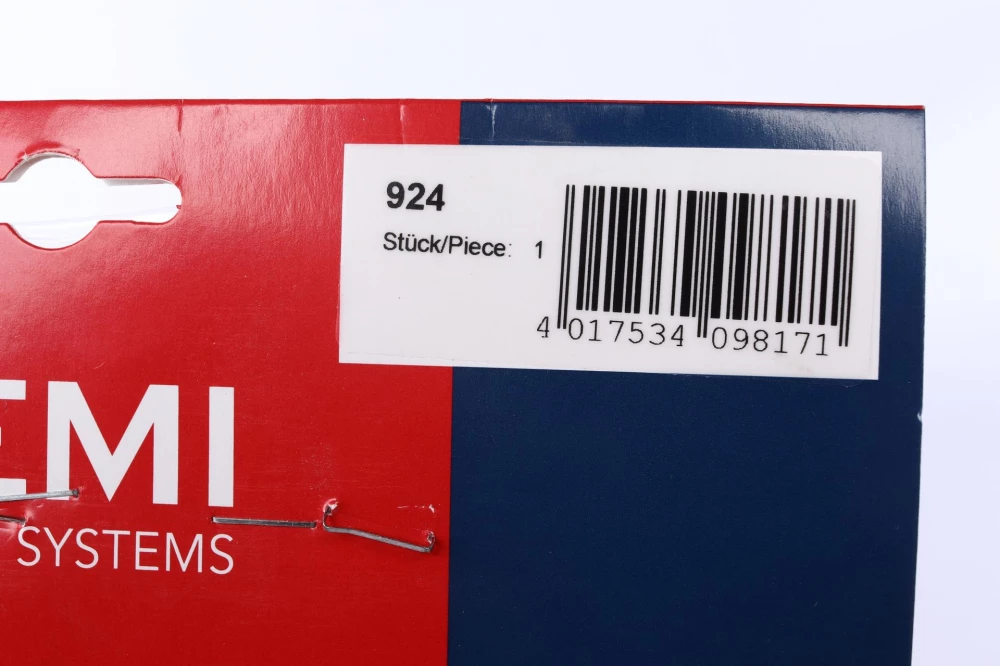 924
Stück/Piece: 1
4 017534 098171
EMI
SYSTEMS